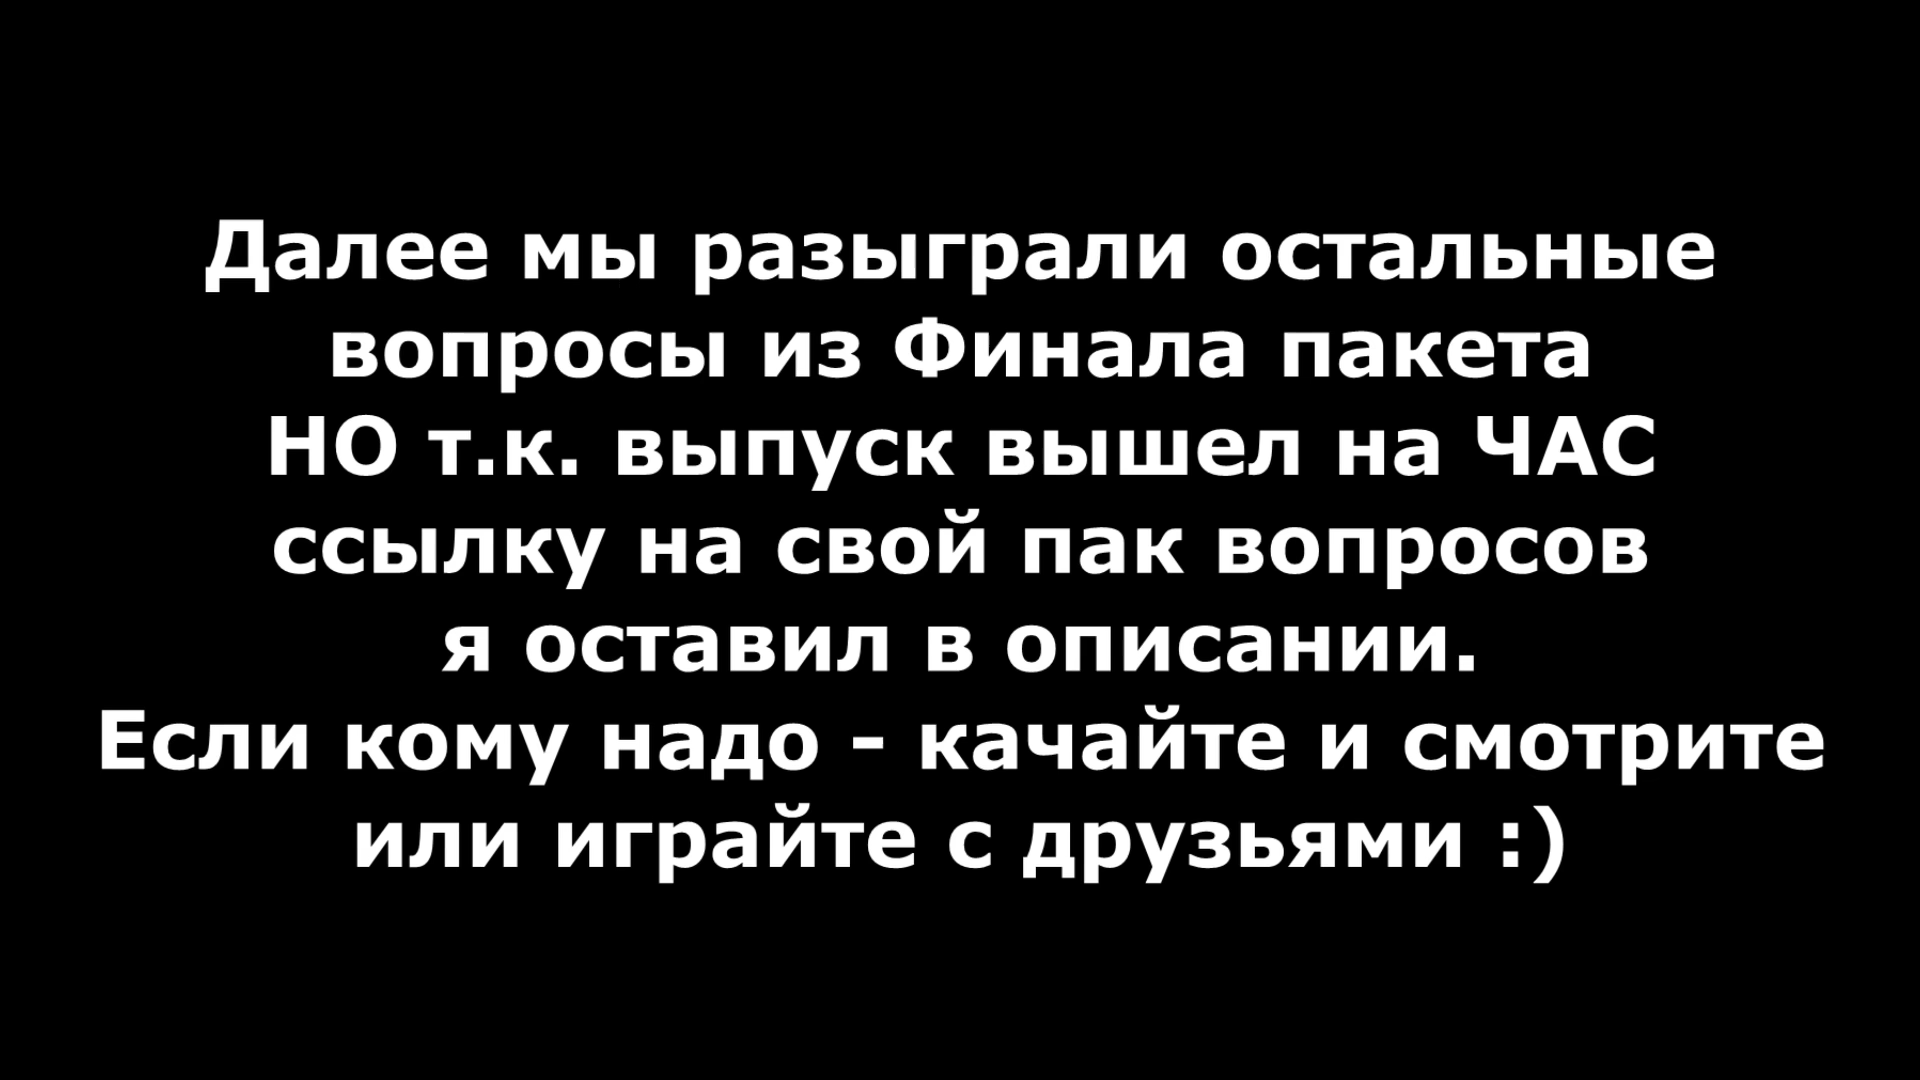 Далее мы разыграли остальные
вопросы из Финала пакета
НО т.к. выпуск вышел на ЧАС
ссылку на свой пак вопросов
я оставил в описании.
Если кому надо - качайте и смотрите
или играйте с друзьями :)